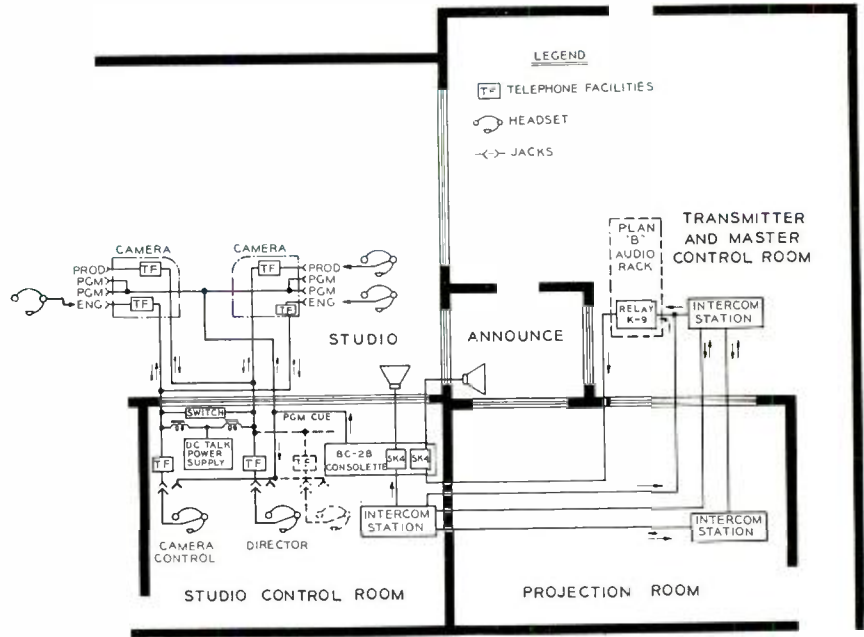 LEGEND
TF TELEPHONE FACILITIES
HEADSET
JACKS
PLAN
"B"
AUDIO
RACK
TRANSMITTER
AND MASTER
CONTROL ROOM
CAMERA
CAMERA
PROD
TF
PGM
PGM
ENG
TF
TF
PROD
PGM
PGM
ENG
TF
STUDIO
ANNOUNCE
RELAY
K-9
INTERCOM
STATION
SWITCH
PGM CUE
DC TALK
POWER
SUPPLY
TF
TF
TF
BC-2B
CONSOLETTE
SK4
SK4
INTERCOM
STATION
INTERCOM
STATION
CAMERA
CONTROL
DIRECTOR
STUDIO CONTROL ROOM
PROJECTION ROOM